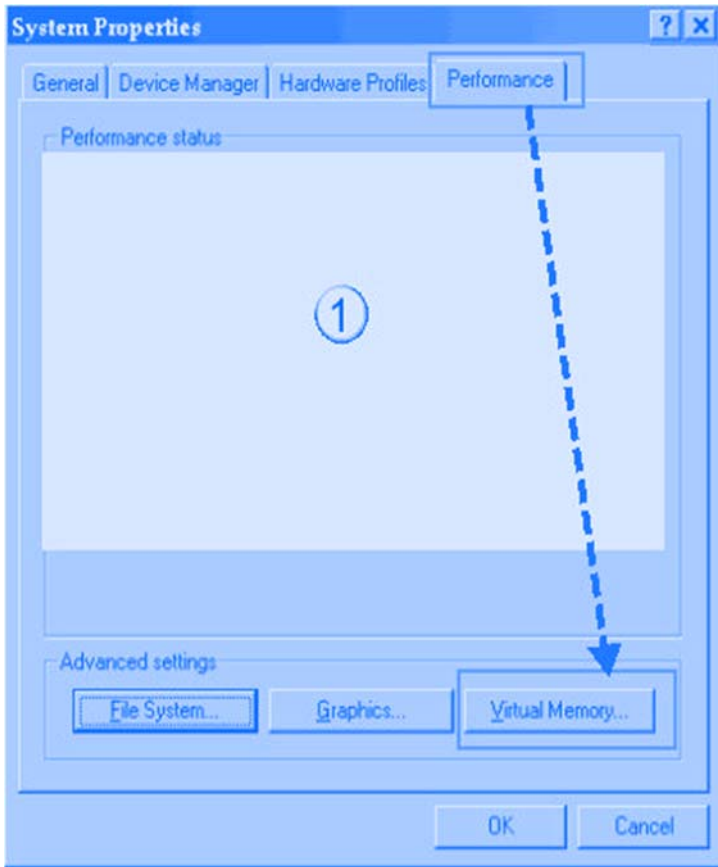 System Properties ? ×
General Device Manager Hardware Profiles Performance
Performance status
1
Advanced settings
File System... Graphics... Virtual Memory...
OK Cancel